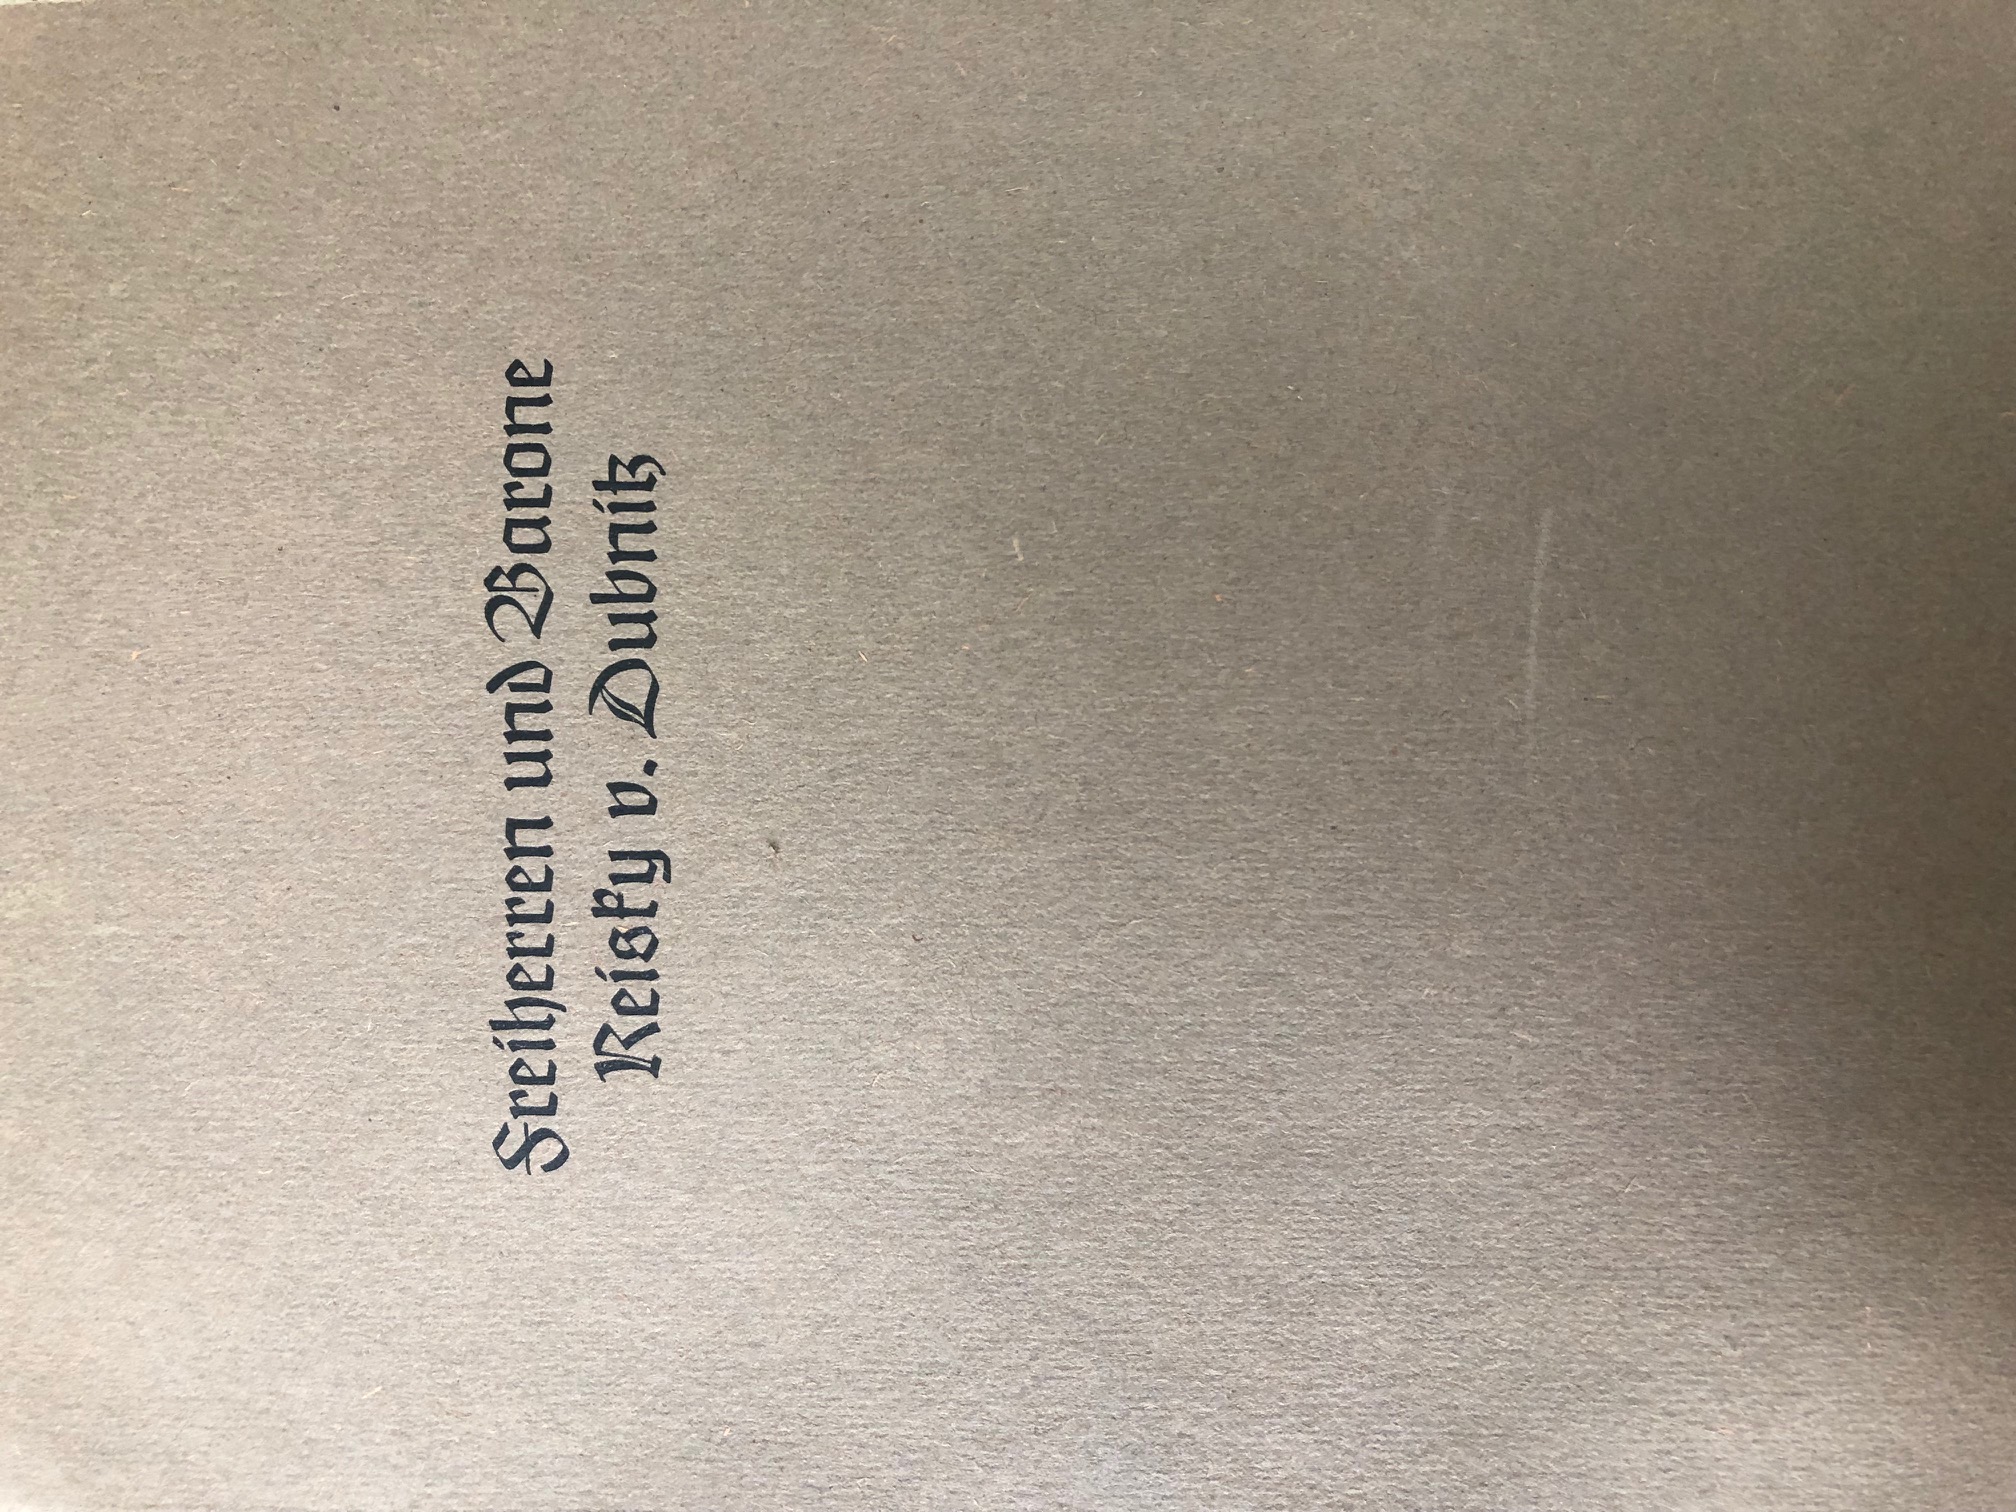 Freiherren und Barone
Reisky v. Dubnitz